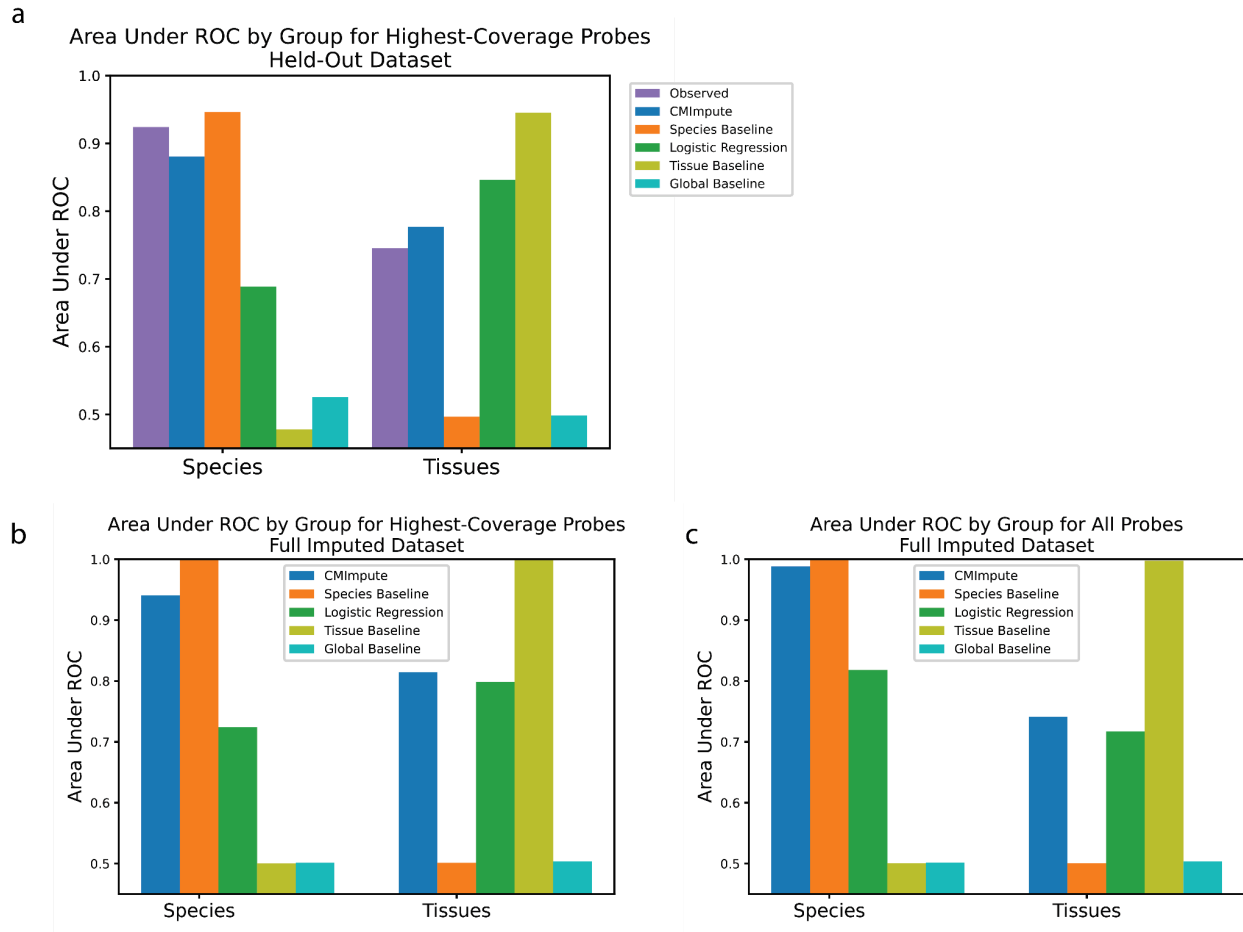 a
Area Under ROC by Group for Highest-Coverage Probes
Held-Out Dataset
1.0
0.9
0.8
0.7
0.6
0.5
Area Under ROC
Species
Tissues
Observed
CMImpute
Species Baseline
Logistic Regression
Tissue Baseline
Global Baseline
b
Area Under ROC by Group for Highest-Coverage Probes
Full Imputed Dataset
1.0
0.9
0.8
0.7
0.6
0.5
Area Under ROC
CMImpute
Species Baseline
Logistic Regression
Tissue Baseline
Global Baseline
Species
Tissues
c
Area Under ROC by Group for All Probes
Full Imputed Dataset
1.0
0.9
0.8
0.7
0.6
0.5
Area Under ROC
CMImpute
Species Baseline
Logistic Regression
Tissue Baseline
Global Baseline
Species
Tissues